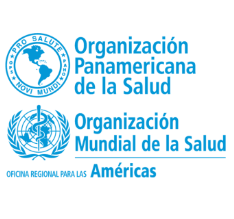 PRO SALUTE
NOVI MUNDI
Organización
Panamericana
de la Salud
Organización
Mundial de la Salud
OFICINA REGIONAL PARA LAS Américas